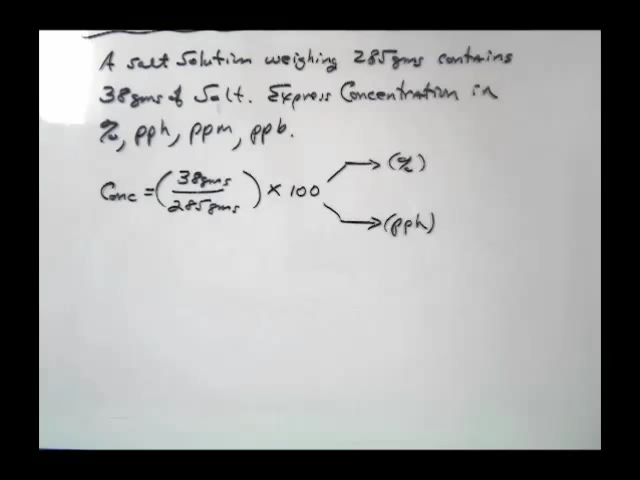 A salt Solution weighing 285gms contains
38gms of Salt. Express Concentration in
%, pph, ppm, ppb.
Conc = (38gms / 285gms) × 100 → (%)
→ (pph)